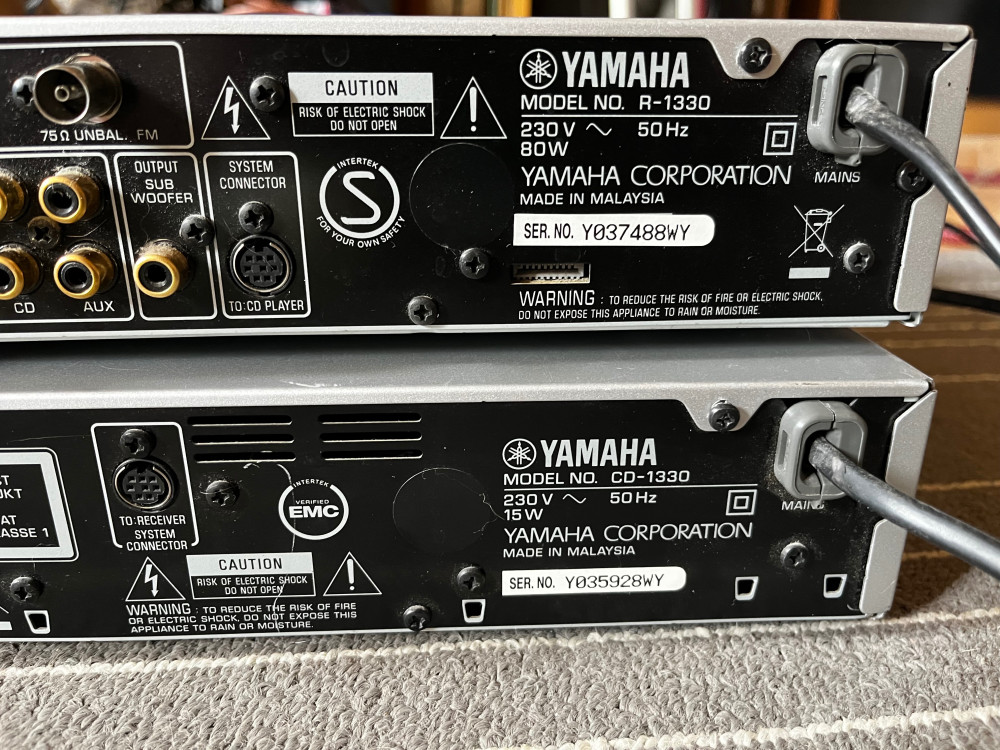 75 Ω UNBAL. FM
CAUTION
RISK OF ELECTRIC SHOCK
DO NOT OPEN
YAMAHA
MODEL NO. R-1330
230 V ~ 50 Hz
80W
YAMAHA CORPORATION
MADE IN MALAYSIA
SER. NO. Y037488WY
MAINS
OUTPUT
SUB
WOOFER
SYSTEM
CONNECTOR
INTERTEK
S
FOR YOUR OWN SAFETY
CD
AUX
TO: CD PLAYER
WARNING : TO REDUCE THE RISK OF FIRE OR ELECTRIC SHOCK,
DO NOT EXPOSE THIS APPLIANCE TO RAIN OR MOISTURE.
ASSE 1
TO: RECEIVER
SYSTEM
CONNECTOR
INTERTEK
VERIFIED
EMC
CAUTION
RISK OF ELECTRIC SHOCK
DO NOT OPEN
WARNING : TO REDUCE THE RISK OF FIRE
OR ELECTRIC SHOCK, DO NOT EXPOSE THIS
APPLIANCE TO RAIN OR MOISTURE.
YAMAHA
MODEL NO. CD-1330
230 V ~ 50 Hz
15 W
YAMAHA CORPORATION
MADE IN MALAYSIA
SER. NO. Y035928WY
MAINS